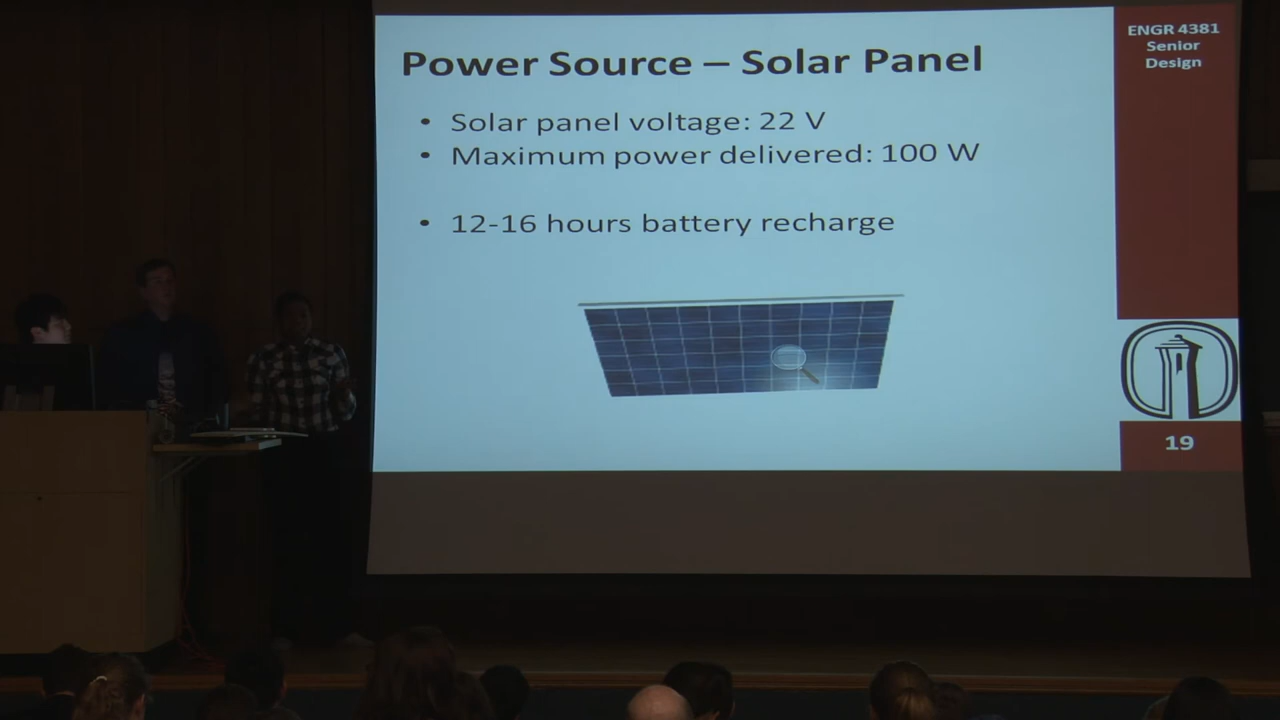 Power Source – Solar Panel
• Solar panel voltage: 22 V
• Maximum power delivered: 100 W
• 12-16 hours battery recharge
ENGR 4381
Senior
Design
19